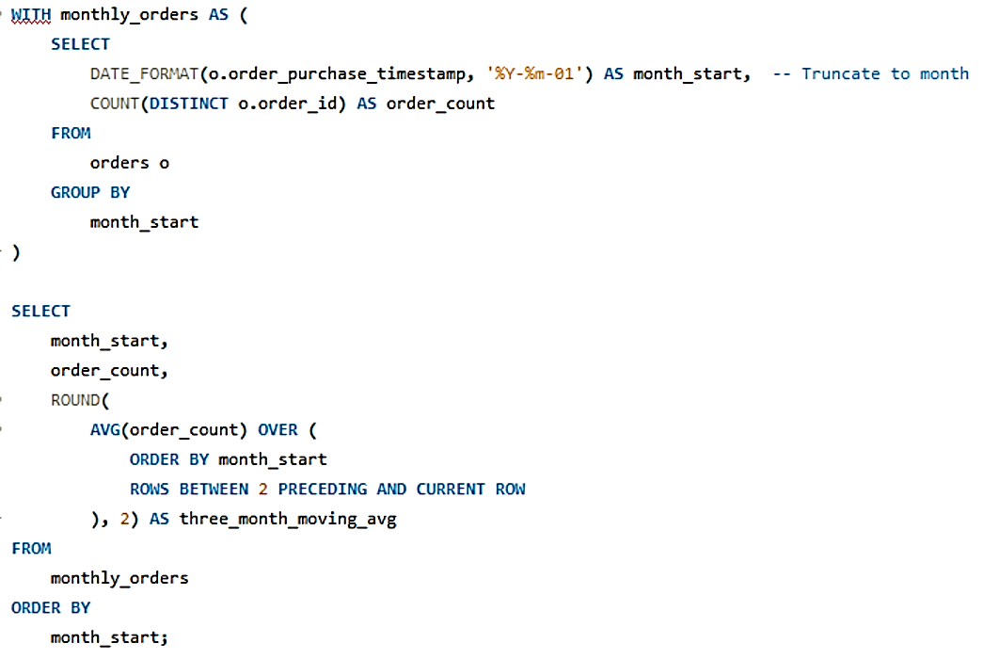 WITH monthly_orders AS (
    SELECT
        DATE_FORMAT(o.order_purchase_timestamp, '%Y-%m-01') AS month_start,  -- Truncate to month
        COUNT(DISTINCT o.order_id) AS order_count
    FROM
        orders o
    GROUP BY
        month_start
)

SELECT
    month_start,
    order_count,
    ROUND(
        AVG(order_count) OVER (
            ORDER BY month_start
            ROWS BETWEEN 2 PRECEDING AND CURRENT ROW
        ), 2) AS three_month_moving_avg
FROM
    monthly_orders
ORDER BY
    month_start;